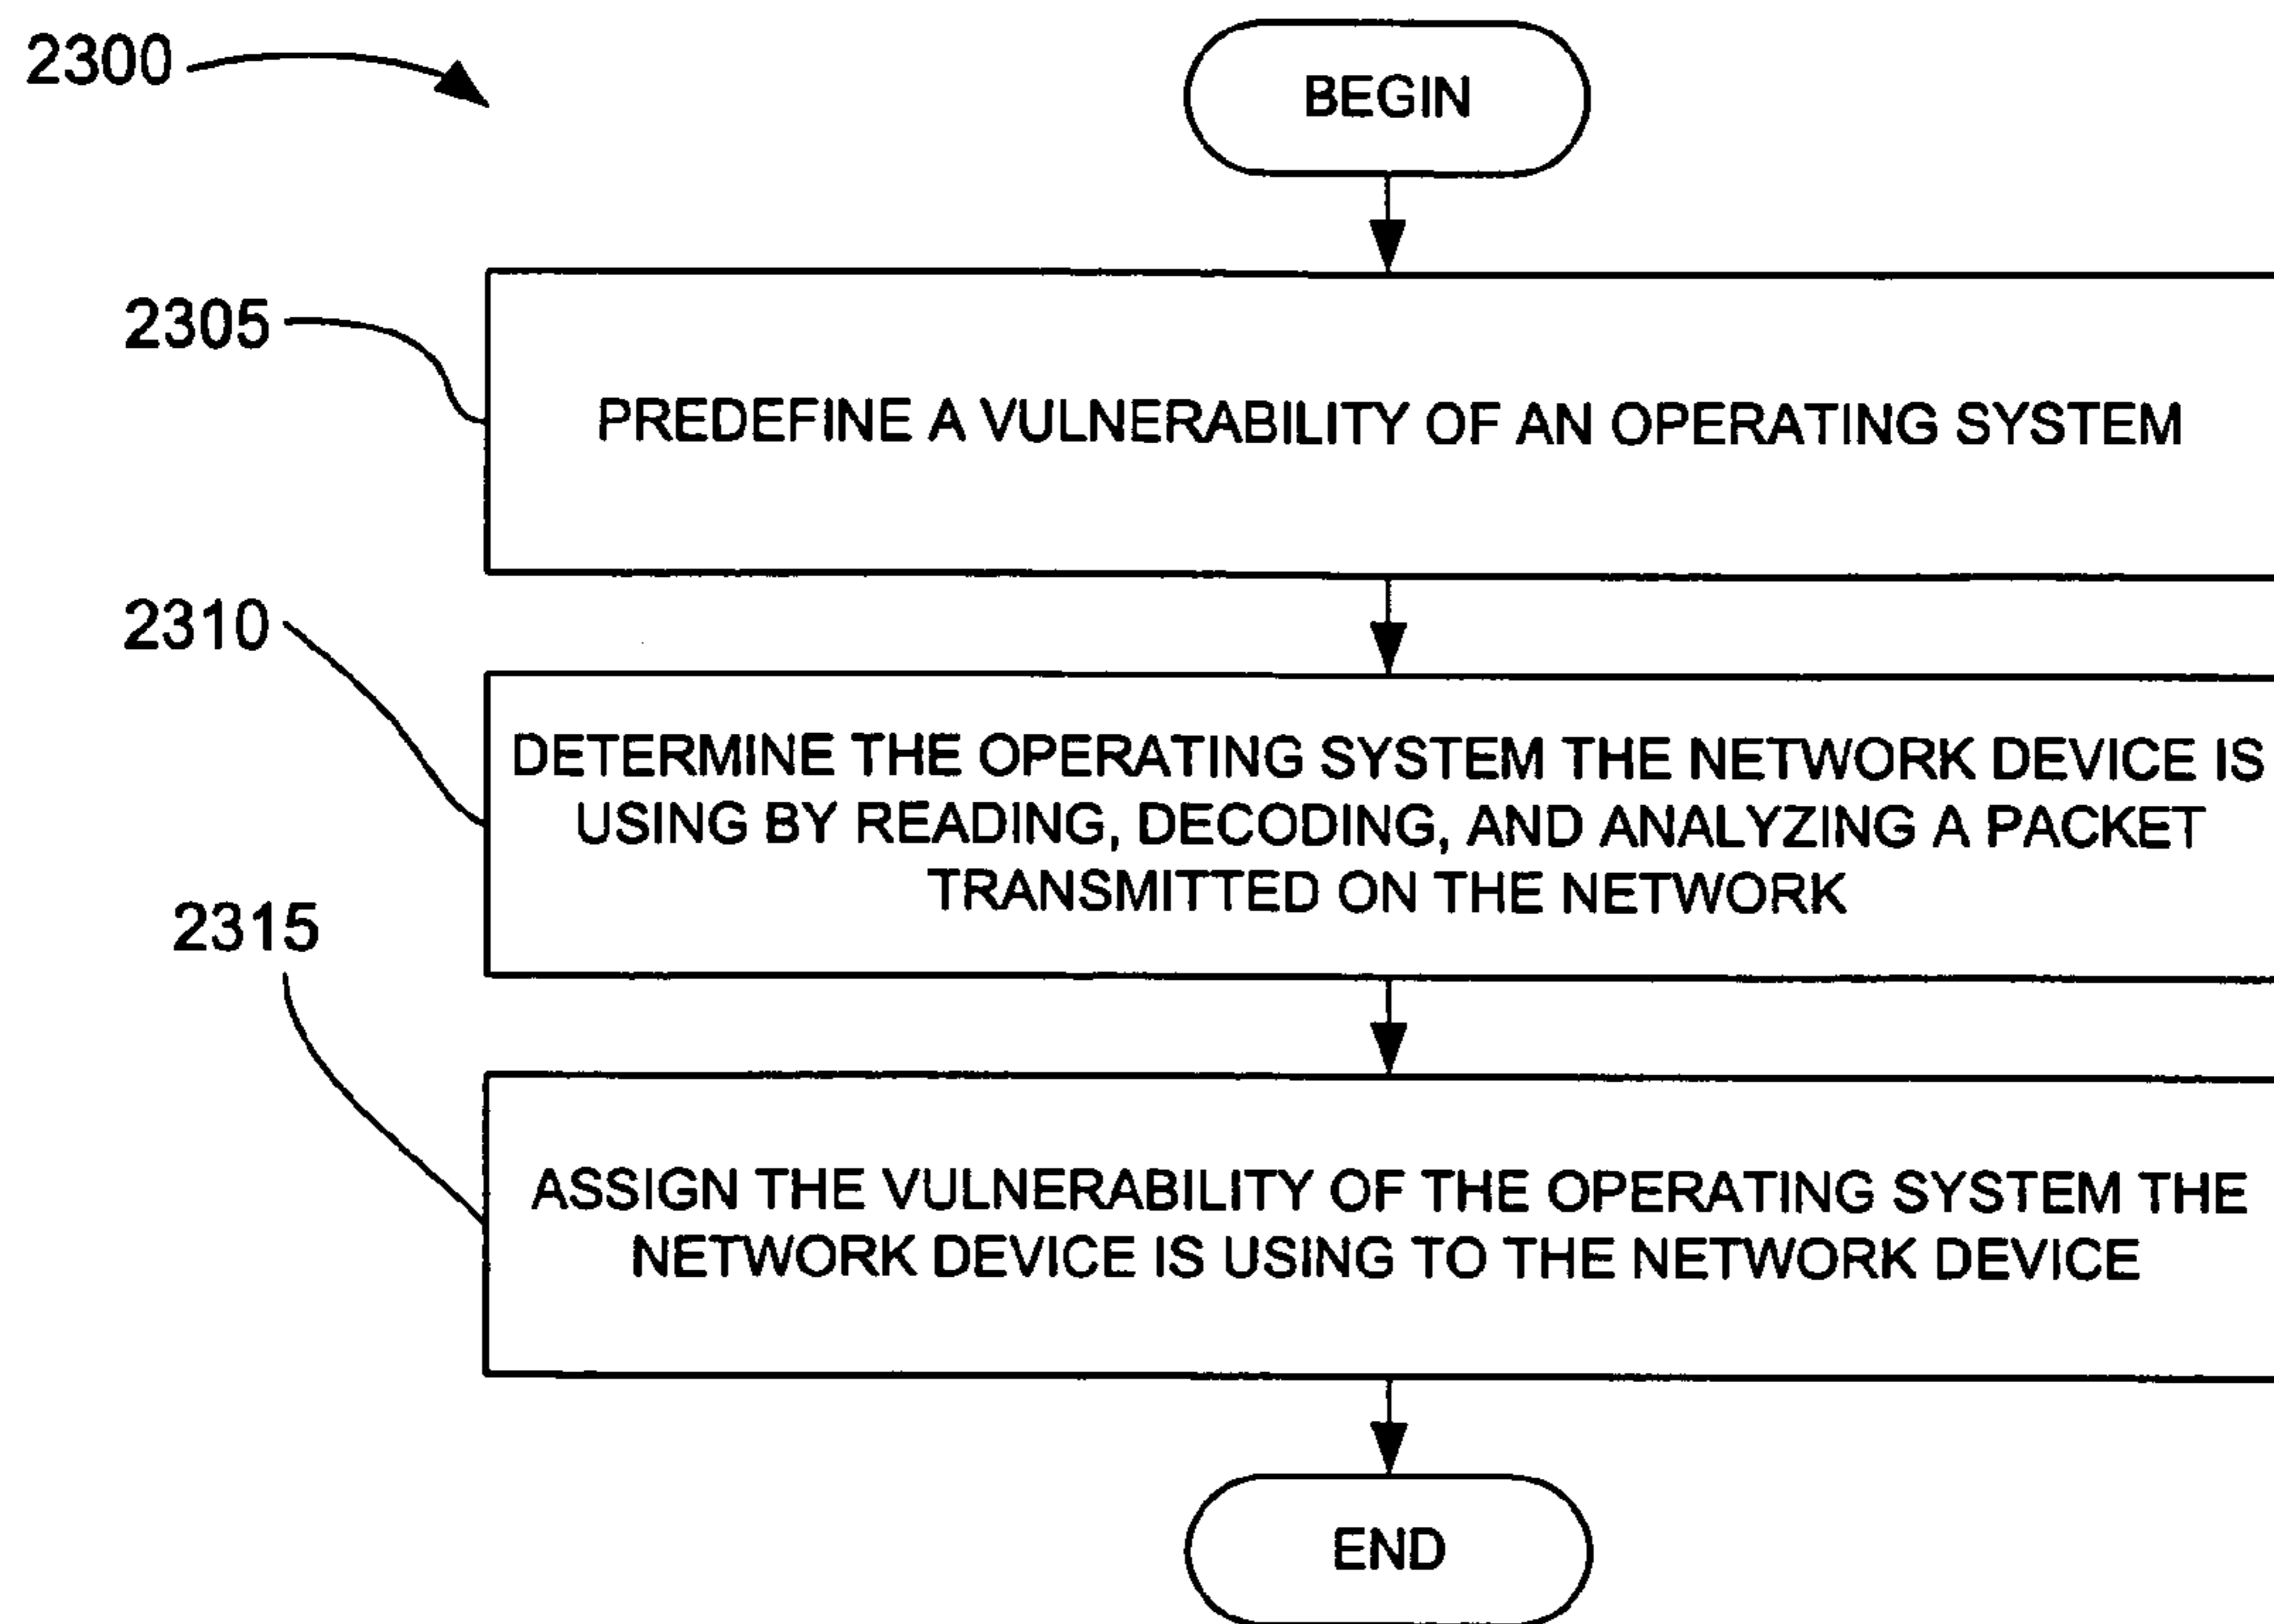 2300
BEGIN
2305
PREDEFINE A VULNERABILITY OF AN OPERATING SYSTEM
2310
DETERMINE THE OPERATING SYSTEM THE NETWORK DEVICE IS
USING BY READING, DECODING, AND ANALYZING A PACKET
TRANSMITTED ON THE NETWORK
2315
ASSIGN THE VULNERABILITY OF THE OPERATING SYSTEM THE
NETWORK DEVICE IS USING TO THE NETWORK DEVICE
END